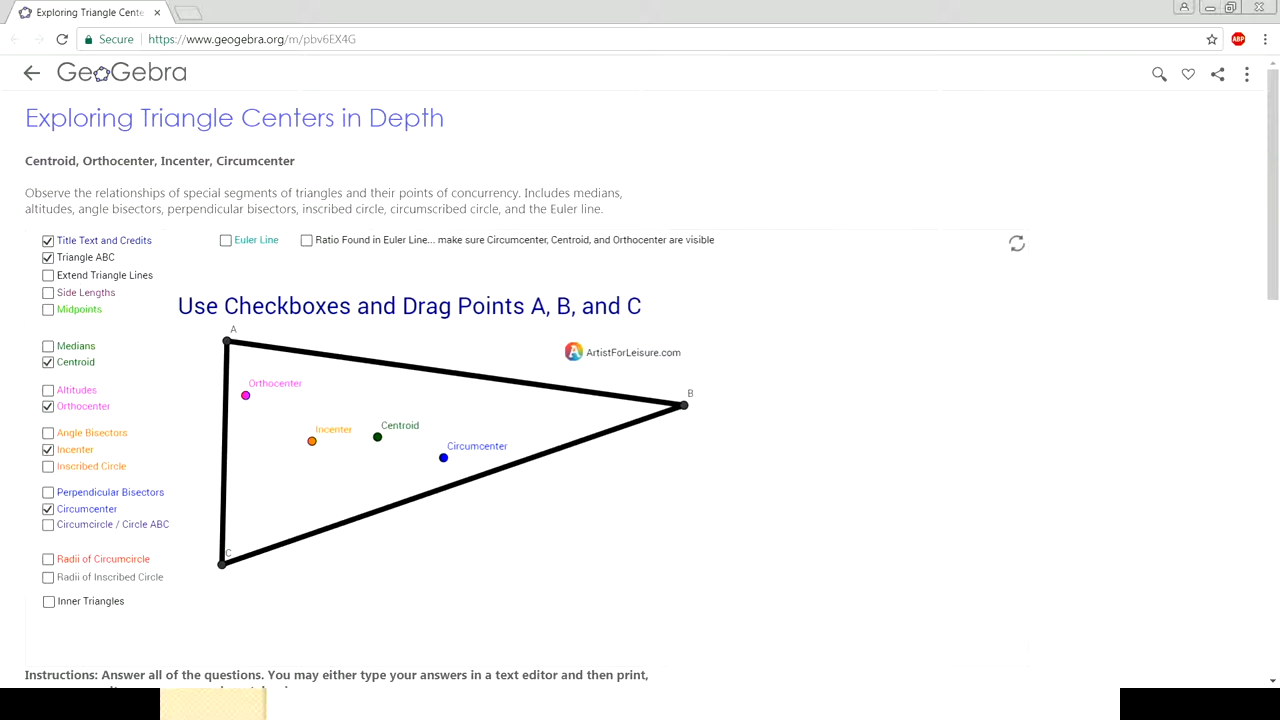 Exploring Triangle Cente
Secure
https://www.geogebra.org/m/pbv6EX4G
ABP
GeoGebra
Exploring Triangle Centers in Depth
Centroid, Orthocenter, Incenter, Circumcenter
Observe the relationships of special segments of triangles and their points of concurrency. Includes medians,
altitudes, angle bisectors, perpendicular bisectors, inscribed circle, circumscribed circle, and the Euler line.
Title Text and Credits
Euler Line
Ratio Found in Euler Line... make sure Circumcenter, Centroid, and Orthocenter are visible
Triangle ABC
Extend Triangle Lines
Side Lengths
Midpoints
Use Checkboxes and Drag Points A, B, and C
A
Medians
ArtistForLeisure.com
Centroid
Altitudes
Orthocenter
Orthocenter
B
Angle Bisectors
Incenter
Centroid
Incenter
Circumcenter
Inscribed Circle
Perpendicular Bisectors
Circumcenter
Circumcircle / Circle ABC
C
Radii of Circumcircle
Radii of Inscribed Circle
Inner Triangles
Instructions: Answer all of the questions. You may either type your answers in a text editor and then print,